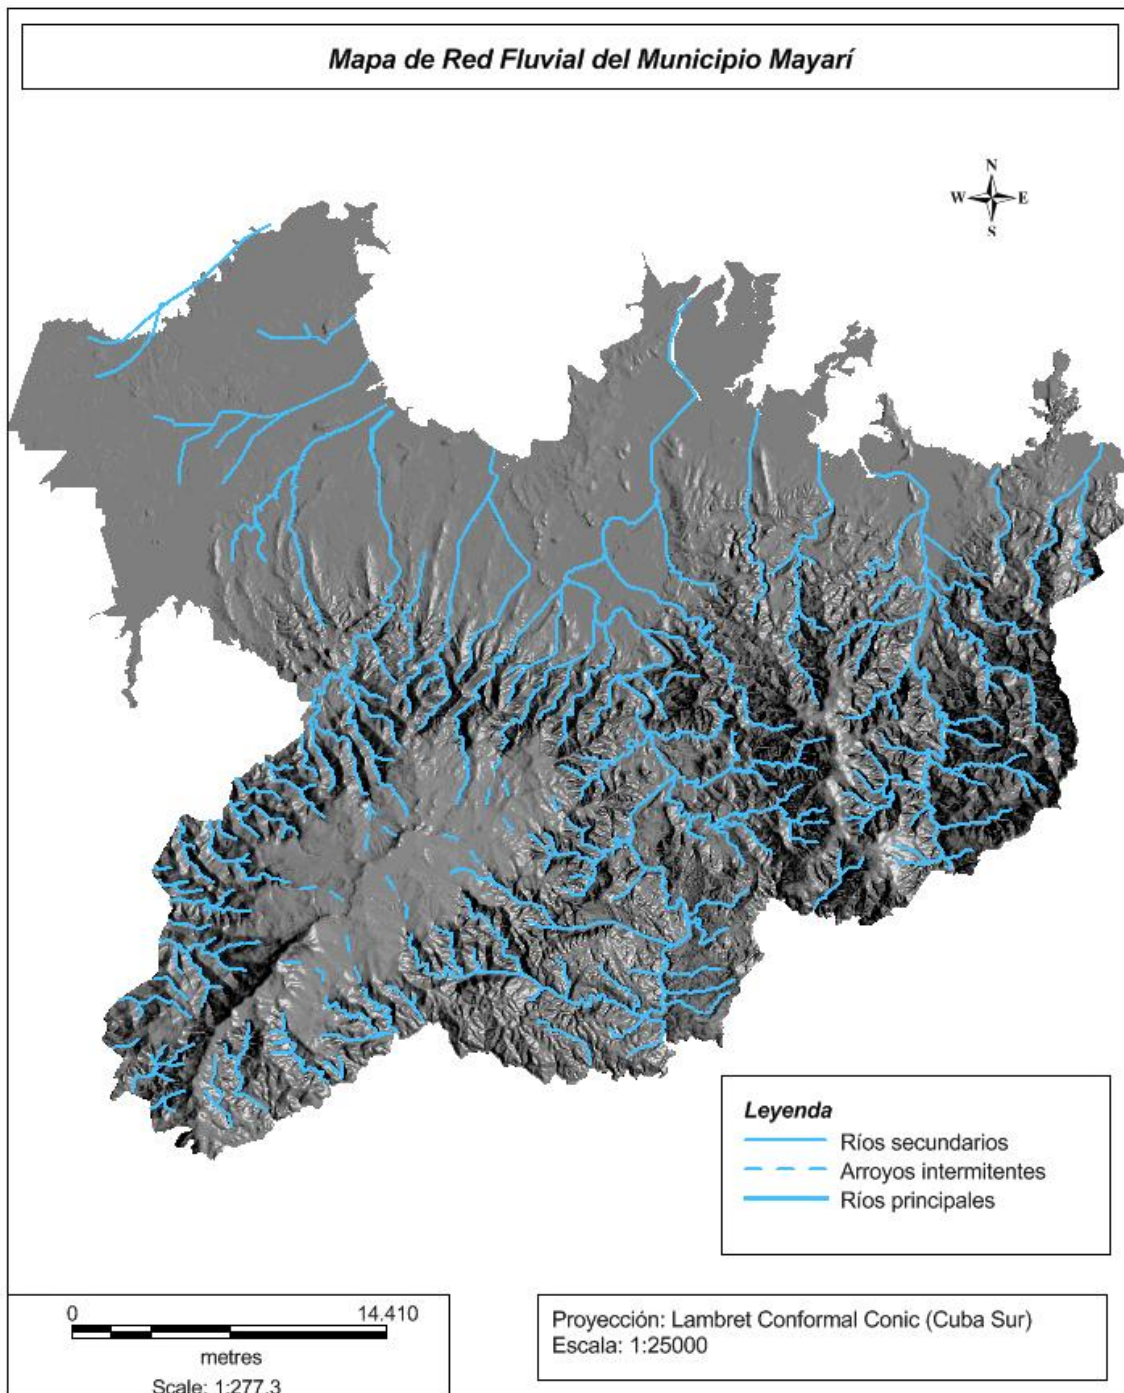 Mapa de Red Fluvial del Municipio Mayarí
N
W E
S
Leyenda
Ríos secundarios
Arroyos intermitentes
Ríos principales
0 14.410
metres
Scale: 1:277.3
Proyección: Lambret Conformal Conic (Cuba Sur)
Escala: 1:25000